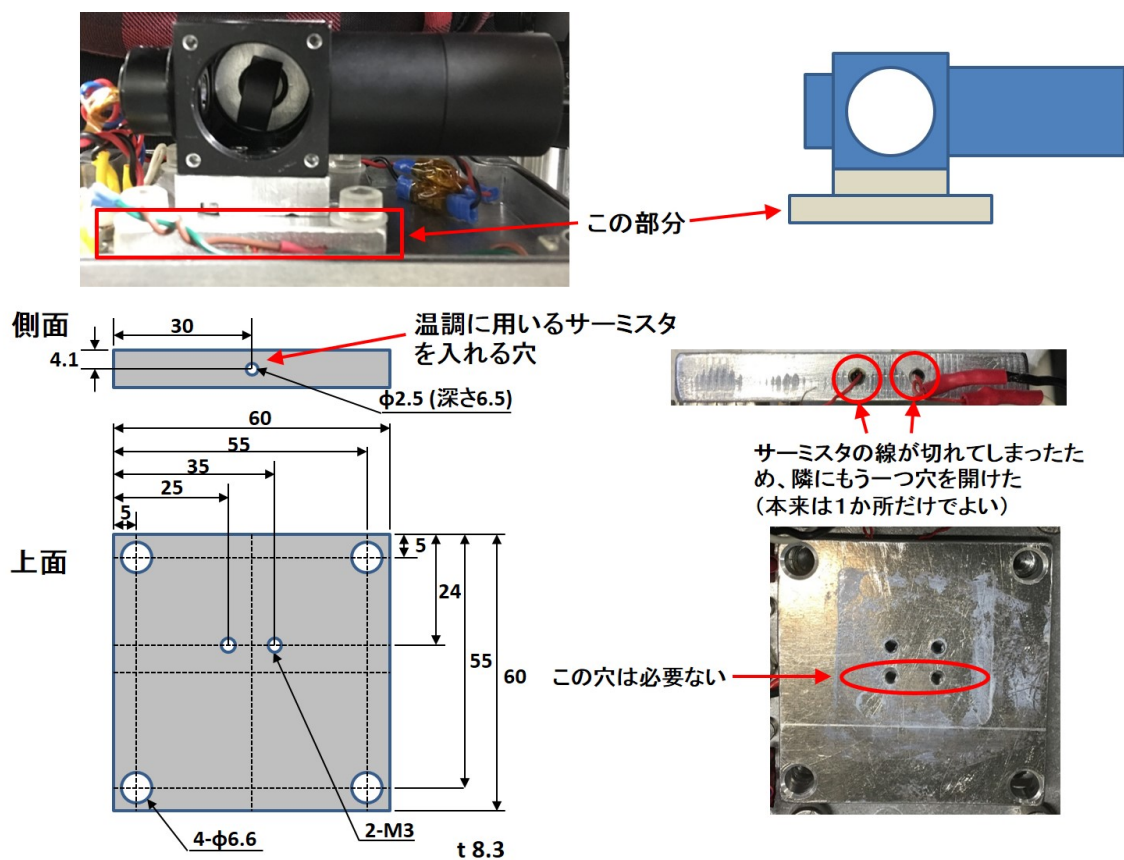 この部分
側面
30
4.1
温調に用いるサーミスタ
を入れる穴
φ2.5 (深さ6.5)
60
55
35
25
5
サーミスタの線が切れてしまったた
め、隣にもう一つ穴を開けた
(本来は１か所だけでよい)
上面
5
24
55
60
この穴は必要ない
4-φ6.6
2-M3
t 8.3